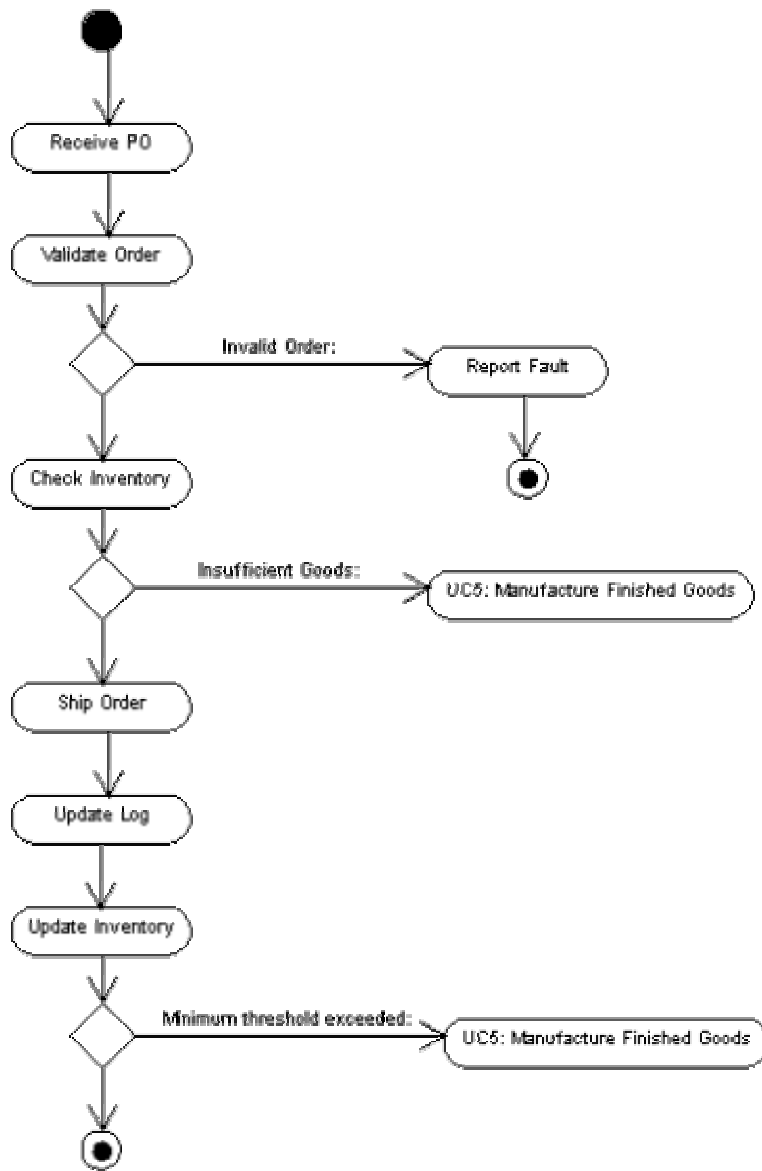 Receive PO
Validate Order
Invalid Order:
Report Fault
Check Inventory
Insufficient Goods:
UC5: Manufacture Finished Goods
Ship Order
Update Log
Update Inventory
Minimum threshold exceeded:
UC5: Manufacture Finished Goods